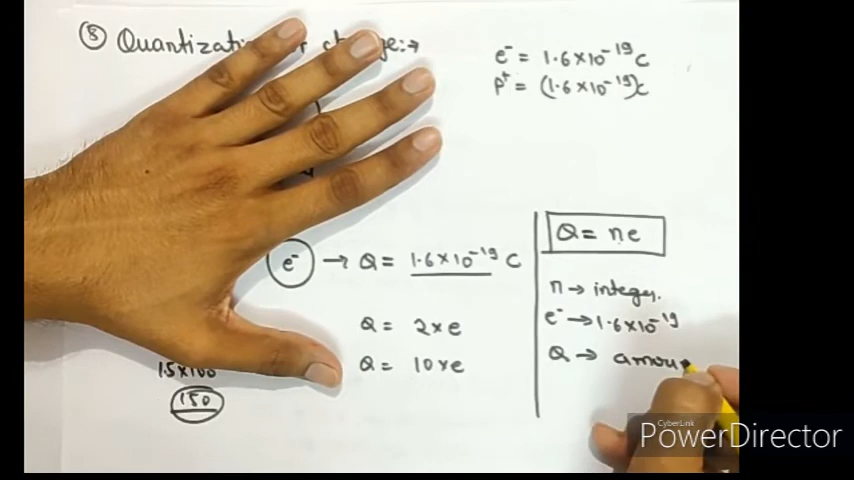 ⑧ Quantizati
e⁻ = 1.6×10⁻¹⁹ C
p⁺ = (1.6×10⁻¹⁹)C
e⁻ → Q = 1.6×10⁻¹⁹ C
Q = 2×e
Q = 10×e
1.5×100
150
Q = ne
n → integer.
e⁻ → 1.6×10⁻¹⁹
Q → amou
CyberLink
PowerDirector